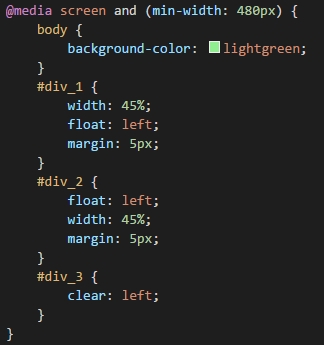 @media screen and (min-width: 480px) {
    body {
        background-color: lightgreen;
    }
    #div_1 {
        width: 45%;
        float: left;
        margin: 5px;
    }
    #div_2 {
        float: left;
        width: 45%;
        margin: 5px;
    }
    #div_3 {
        clear: left;
    }
}